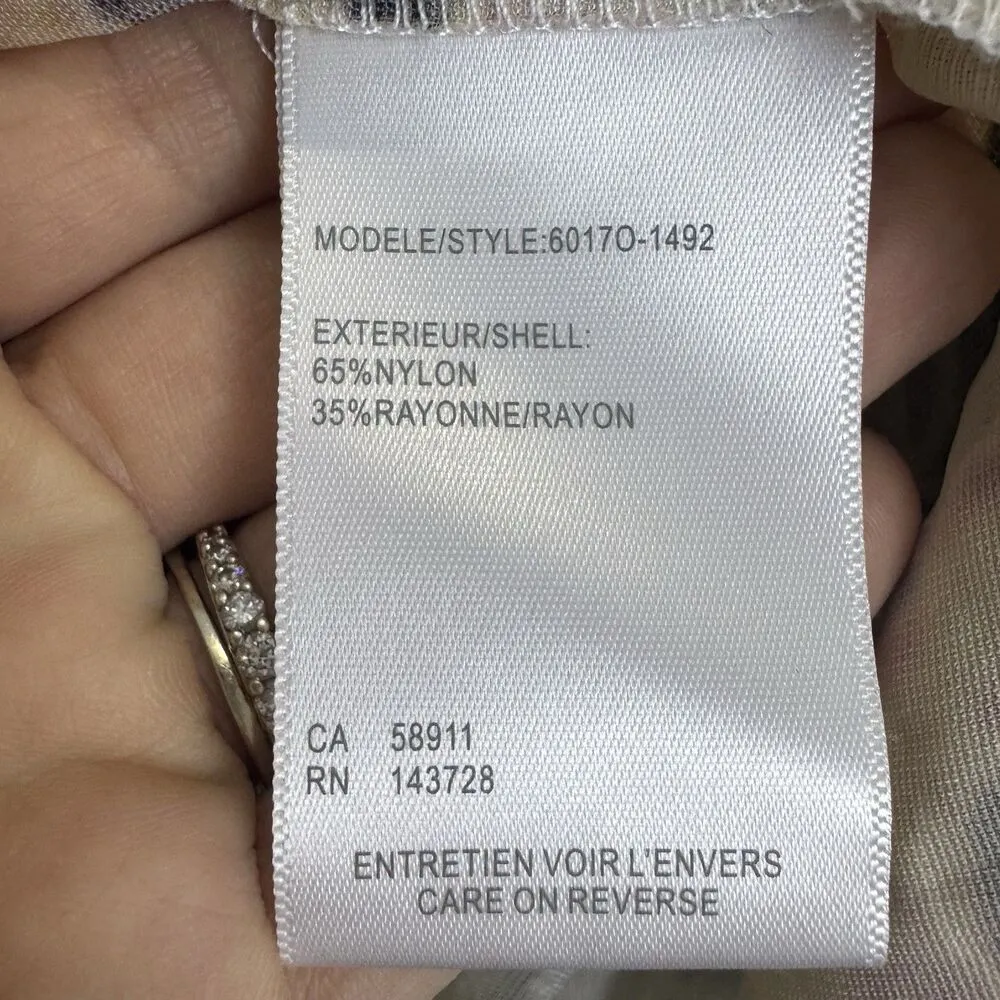 MODELE/STYLE:6017O-1492
EXTERIEUR/SHELL:
65%NYLON
35%RAYONNE/RAYON
CA 58911
RN 143728
ENTRETIEN VOIR L'ENVERS
CARE ON REVERSE